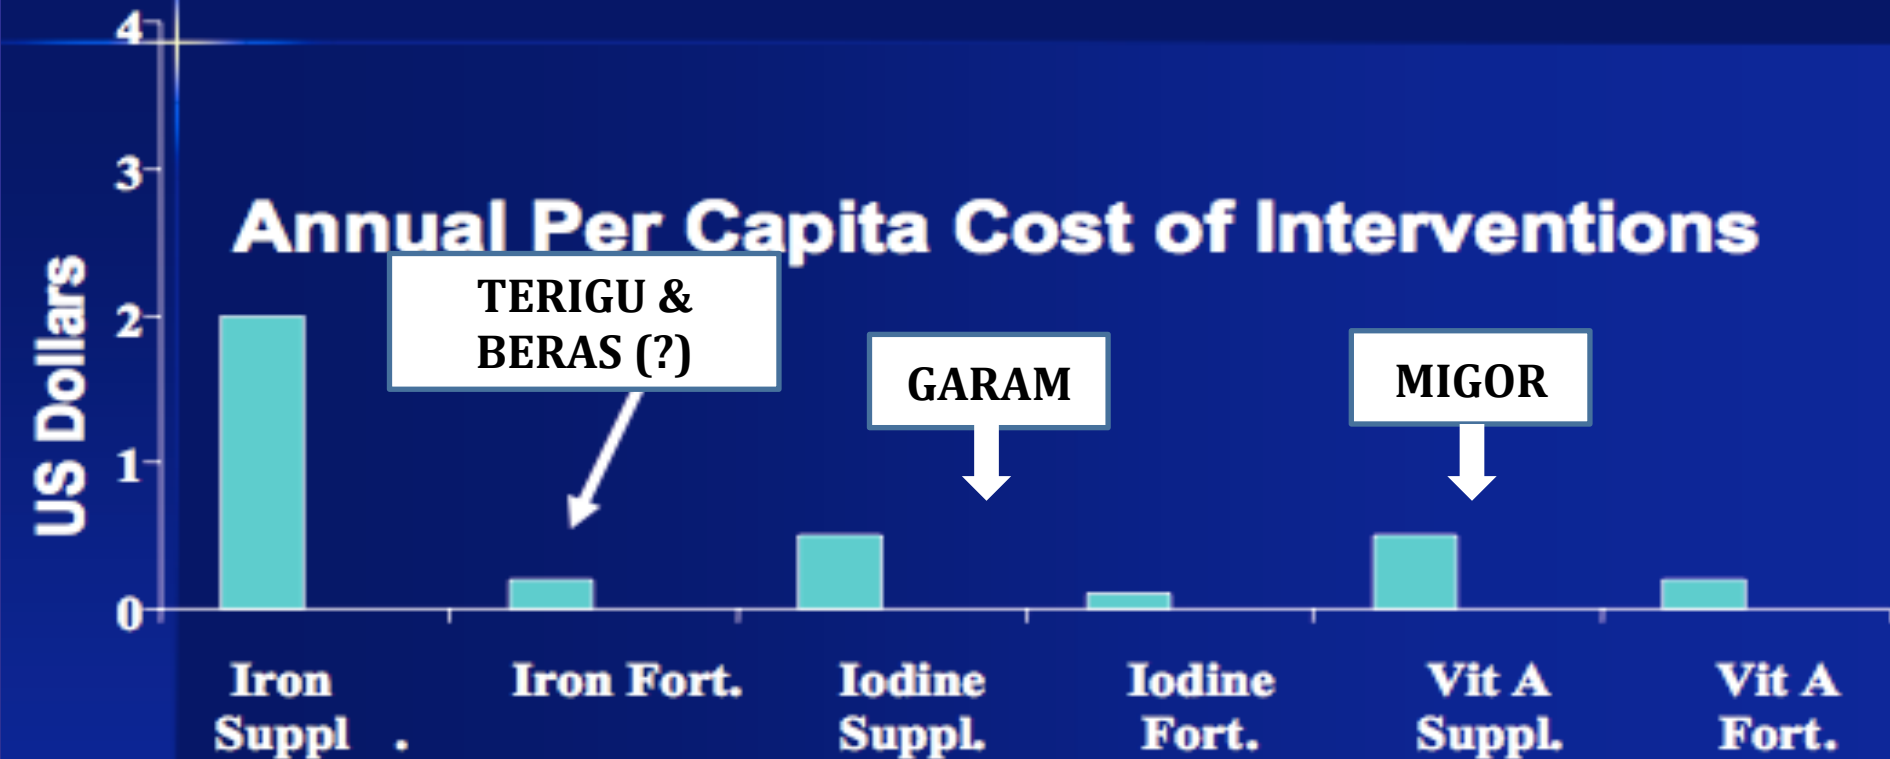 4
3
Annual Per Capita Cost of Interventions
TERIGU &
BERAS (?)
GARAM
MIGOR
US Dollars
2
1
0
Iron
Suppl .
Iron Fort.
Iodine
Suppl.
Iodine
Fort.
Vit A
Suppl.
Vit A
Fort.